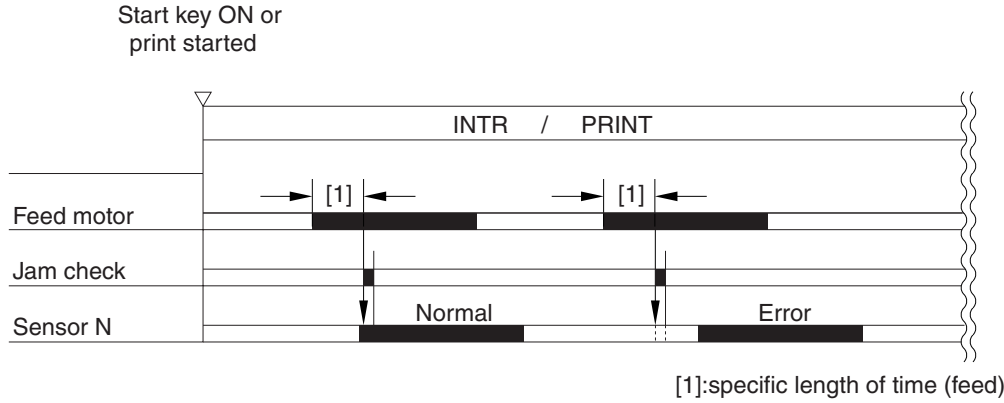 Start key ON or
print started
INTR / PRINT
[1] [1]
Feed motor
Jam check
Normal Error
Sensor N
[1]:specific length of time (feed)